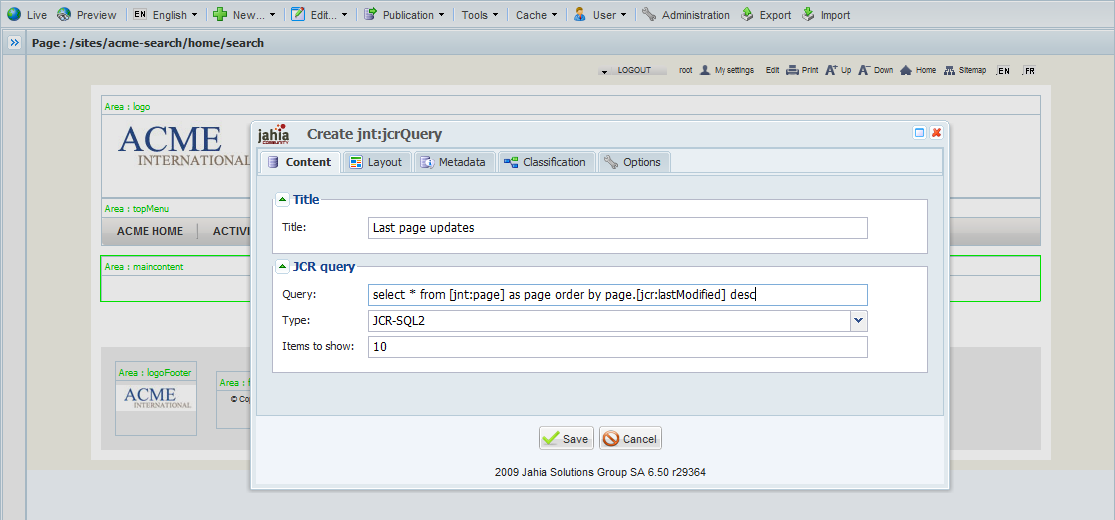 Live Preview EN English New... Edit... Publication Tools Cache User Administration Export Import
Page : /sites/acme-search/home/search
LOGOUT root My settings Edit Print A+ Up A- Down Home Sitemap EN FR
Area : logo
ACME
INTERNATIONAL
Area : topMenu
ACME HOME
Area : maincontent
jahia
COMMUNITY
Create jnt:jcrQuery
Content Layout Metadata Classification Options
Title
Title: Last page updates
JCR query
Query: select * from [jnt:page] as page order by page.[jcr:lastModified] desc
Type: JCR-SQL2
Items to show: 10
Save Cancel
2009 Jahia Solutions Group SA 6.50 r29364
Area : logoFooter
ACME
INTERNATIONAL
Area :